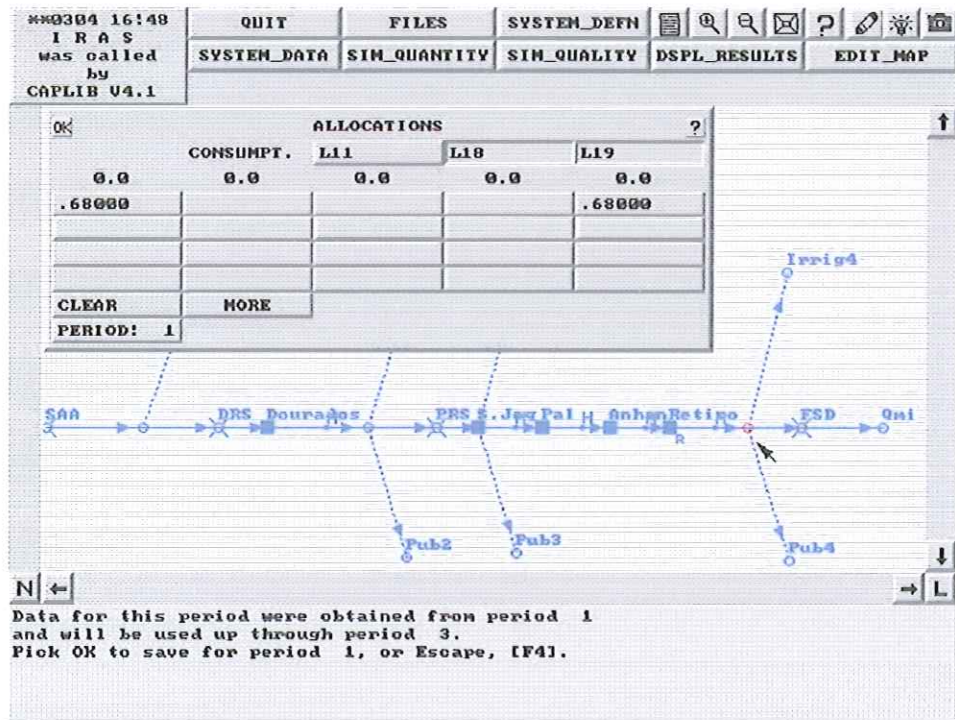 **0304 16:48
I R A S
was called
by
CAPLIB V4.1
QUIT FILES SYSTEM_DEFN ?
SYSTEM_DATA SIM_QUANTITY SIM_QUALITY DSPL_RESULTS EDIT_MAP
OK ALLOCATIONS ?
CONSUMPT. L11 L18 L19
0.0 0.0 0.0 0.0 0.0
.68000 .68000
CLEAR MORE
PERIOD: 1
Irrig4
SAA DRS Dourados PRS S.Jag Pal H AnhanRetiro ESD Qmi
R
Pub2 Pub3 Pub4
N L
Data for this period were obtained from period 1
and will be used up through period 3.
Pick OK to save for period 1, or Escape, [F4].